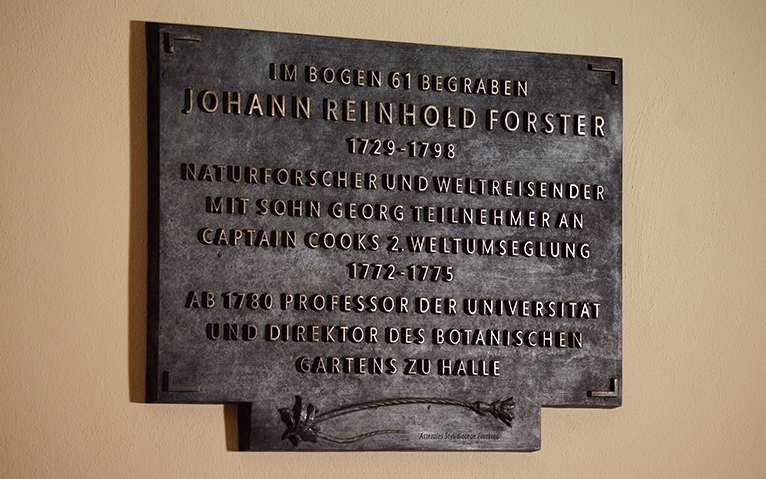 IM BOGEN 61 BEGRABEN
JOHANN REINHOLD FORSTER
1729-1798
NATURFORSCHER UND WELTREISENDER
MIT SOHN GEORG TEILNEHMER AN
CAPTAIN COOKS 2. WELTUMSEGLUNG
1772-1775
AB 1780 PROFESSOR DER UNIVERSITÄT
UND DIREKTOR DES BOTANISCHEN
GARTENS ZU HALLE